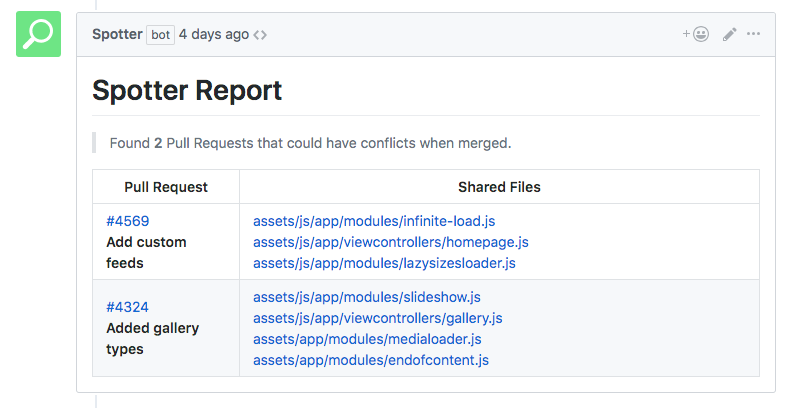 Spotter bot 4 days ago
Spotter Report
Found 2 Pull Requests that could have conflicts when merged.
Pull Request Shared Files
#4569
Add custom
feeds
assets/js/app/modules/infinite-load.js
assets/js/app/viewcontrollers/homepage.js
assets/js/app/modules/lazysizesloader.js
#4324
Added gallery
types
assets/js/app/modules/slideshow.js
assets/js/app/viewcontrollers/gallery.js
assets/app/modules/medialoader.js
assets/app/modules/endofcontent.js